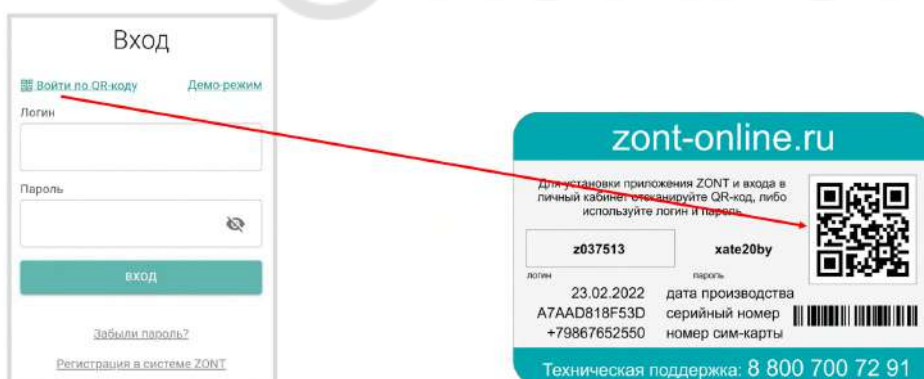 Вход
Войти по QR-коду
Демо-режим
Логин
Пароль
вход
Забыли пароль?
Регистрация в системе ZONT
zont-online.ru
Для установки приложения ZONT и входа в
личный кабинет отсканируйте QR-код, либо
используйте логин и пароль
z037513
xate20by
логин
пароль
23.02.2022 дата производства
A7AAD818F53D серийный номер
+79867652550 номер сим-карты
Техническая поддержка: 8 800 700 72 91